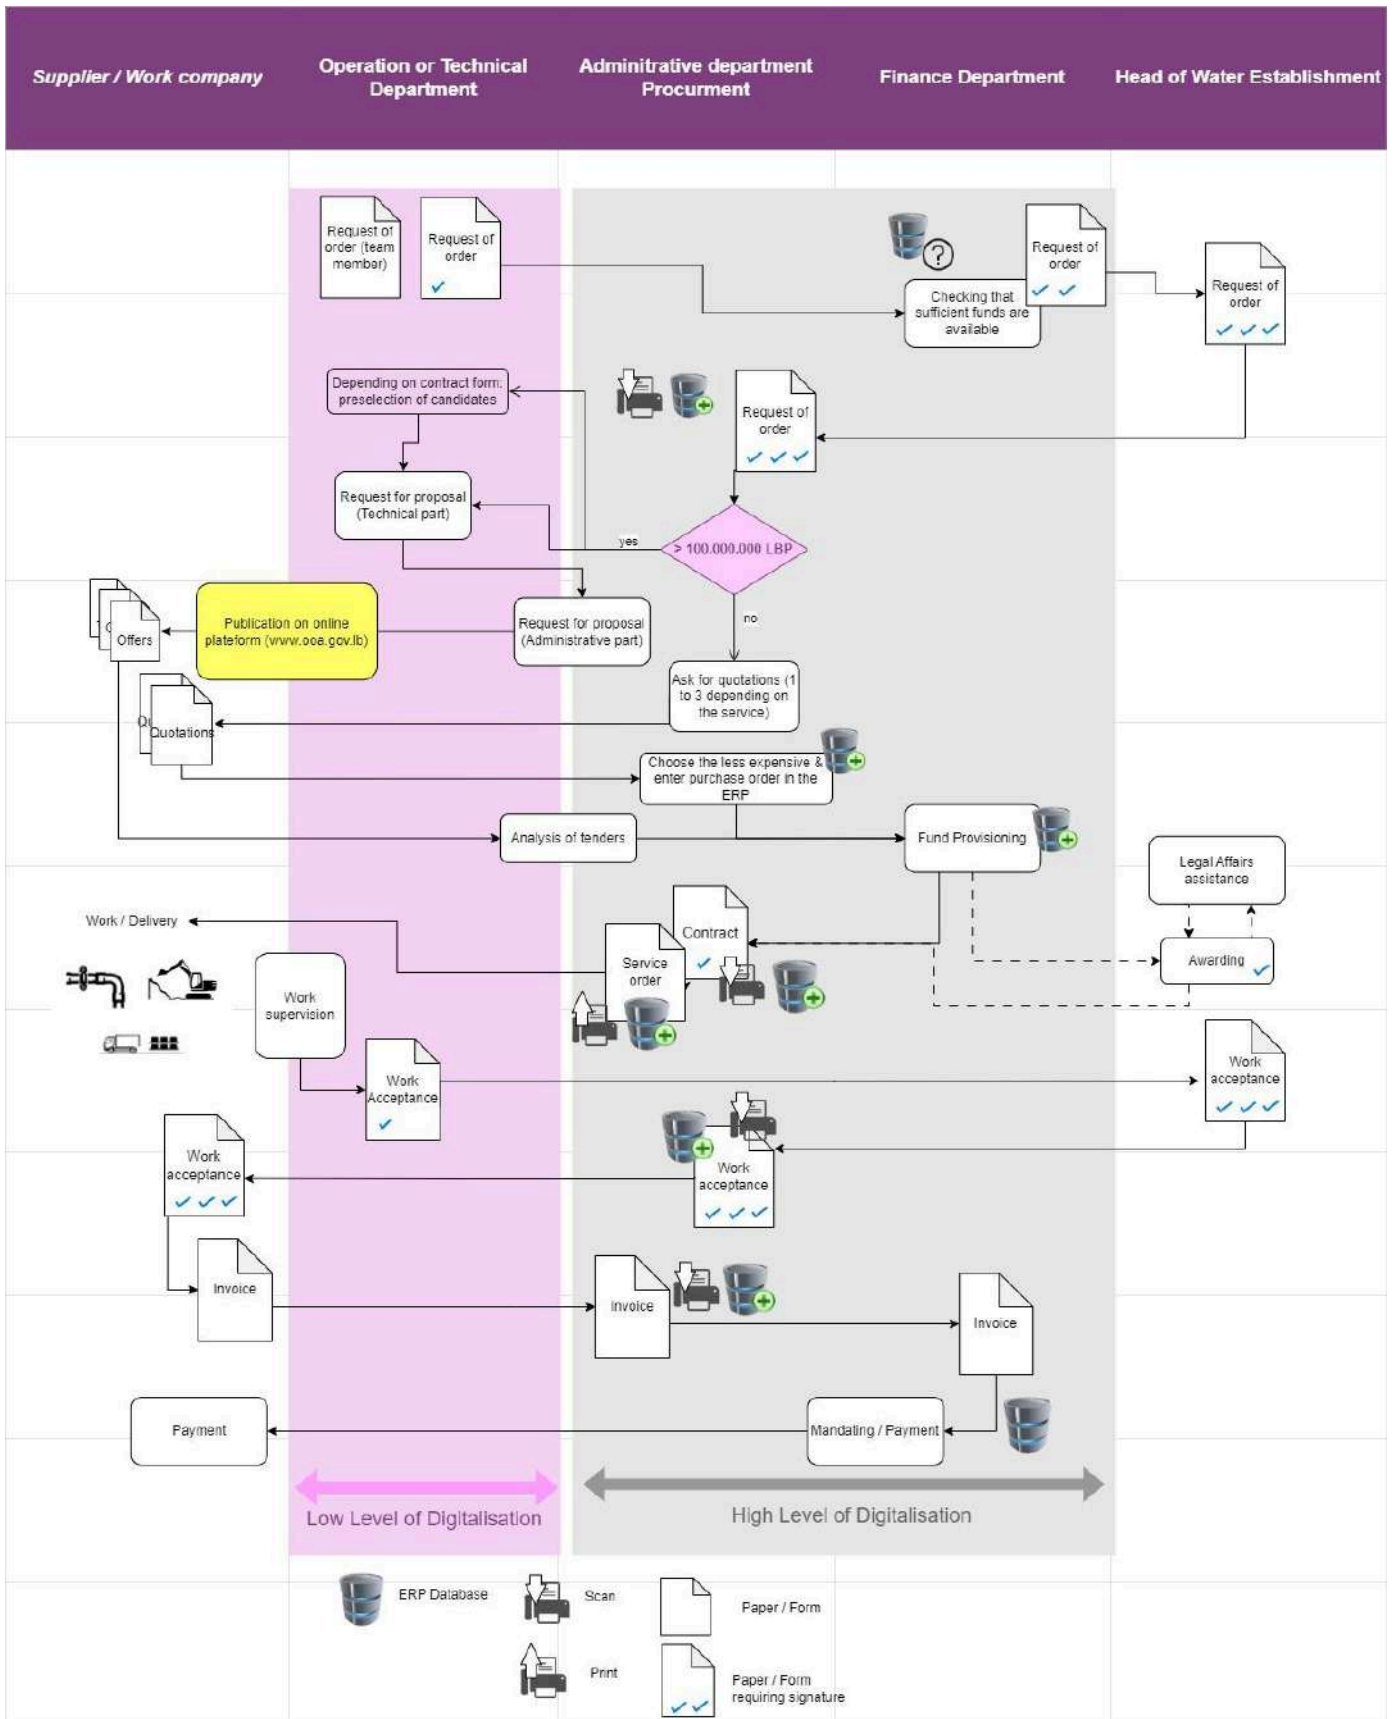 Supplier / Work company
Operation or Technical
Department
Adminitrative department
Procurment
Finance Department
Head of Water Establishment
Request of
order (team
member)
Request of
order
?
Request of
order
Checking that
sufficient funds are
available
Request of
order
Depending on contract form:
preselection of candidates
Request of
order
Request for proposal
(Technical part)
yes
> 100.000.000 LBP
no
Offers
Publication on online
plateform (www.ooa.gov.lb)
Request for proposal
(Administrative part)
Ask for quotations (1
to 3 depending on
the service)
Qu
Quotations
Choose the less expensive &
enter purchase order in the
ERP
Analysis of tenders
Fund Provisioning
Legal Affairs
assistance
Work / Delivery
Contract
Service
order
Awarding
Work
supervision
Work
Acceptance
Work
acceptance
Work
acceptance
Work
acceptance
Invoice
Invoice
Invoice
Payment
Mandating / Payment
Low Level of Digitalisation
High Level of Digitalisation
ERP Database
Scan
Paper / Form
Print
Paper / Form
requiring signature